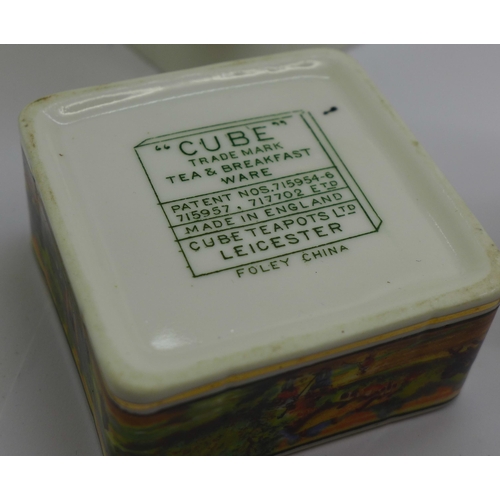 "CUBE"
TRADE MARK
TEA & BREAKFAST
WARE
PATENT NOS. 715954-6
715957, 717702 ETD
MADE IN ENGLAND
CUBE TEAPOTS LTD
LEICESTER
FOLEY CHINA